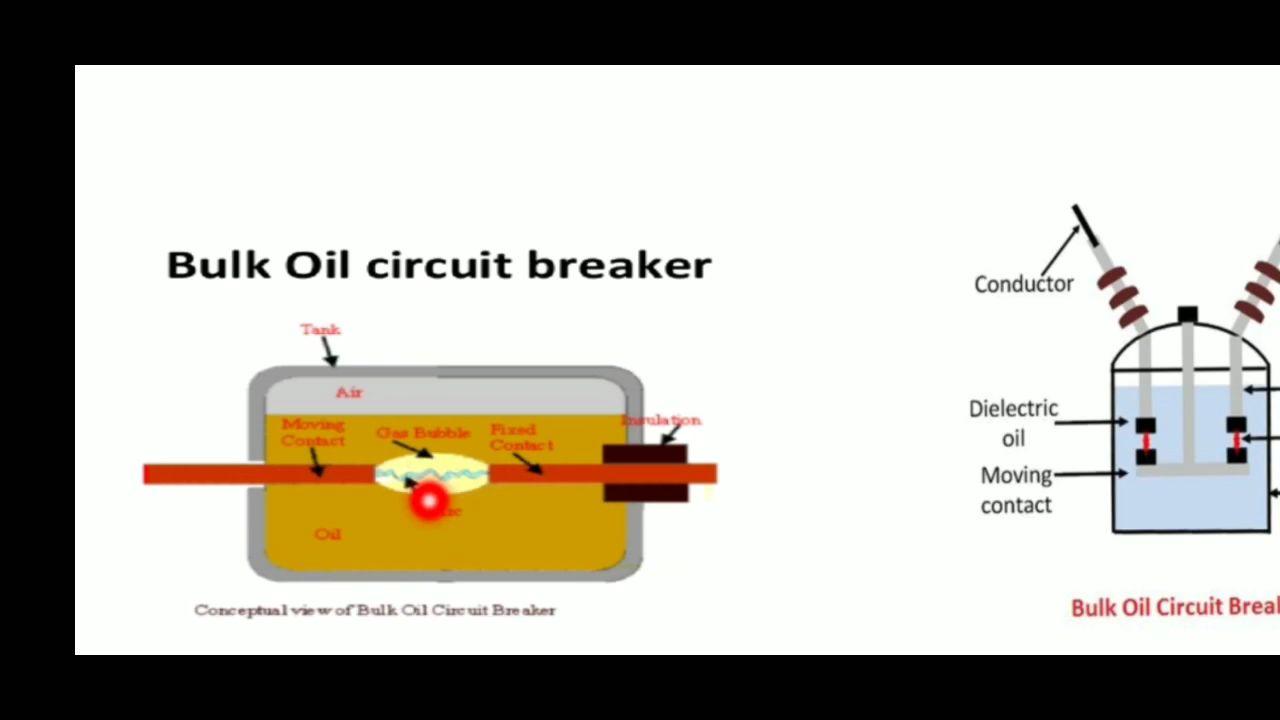 Bulk Oil circuit breaker
Tank
Air
Moving
Contact
Gas Bubble
Fixed
Contact
Insulation
Oil
Conceptual view of Bulk Oil Circuit Breaker
Conductor
Dielectric
oil
Moving
contact
Bulk Oil Circuit Break